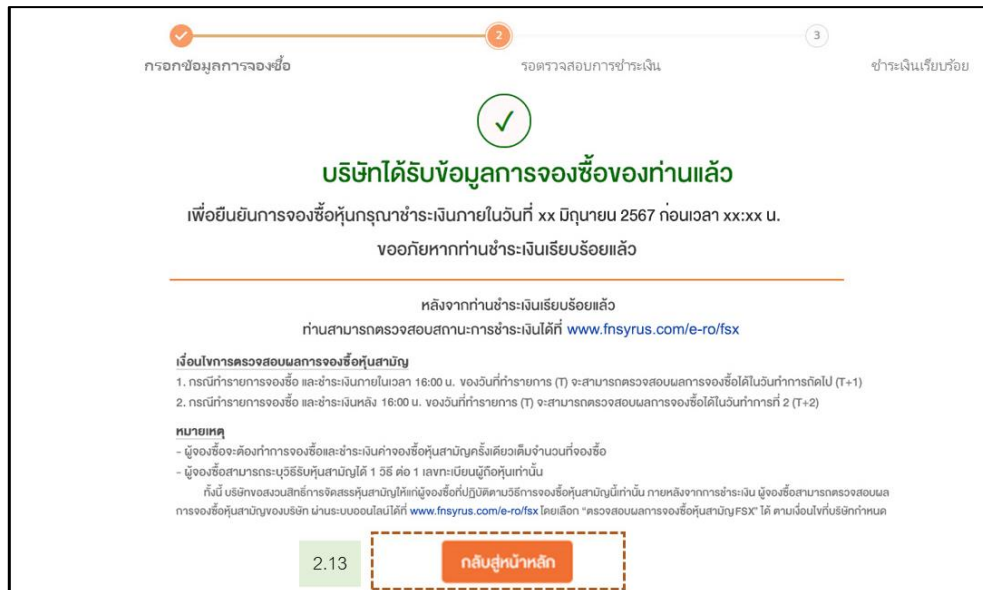 2
3
กรอกข้อมูลการจองซื้อ
รอตรวจสอบการชำระเงิน
ชำระเงินเรียบร้อย
บริษัทได้รับข้อมูลการจองซื้อของท่านแล้ว
เพื่อยืนยันการจองซื้อหุ้นกรุณาชำระเงินภายในวันที่ xx มิถุนายน 2567 ก่อนเวลา xx:xx น.
ขออภัยหากท่านชำระเงินเรียบร้อยแล้ว
หลังจากท่านชำระเงินเรียบร้อยแล้ว
ท่านสามารถตรวจสอบสถานะการชำระเงินได้ที่ www.fnsyrus.com/e-ro/fsx
เงื่อนไขการตรวจสอบผลการจองซื้อหุ้นสามัญ
1. กรณีทำรายการจองซื้อ และชำระเงินภายในเวลา 16:00 น. ของวันที่ทำรายการ (T) จะสามารถตรวจสอบผลการจองซื้อได้ในวันทำการถัดไป (T+1)
2. กรณีทำรายการจองซื้อ และชำระเงินหลัง 16:00 น. ของวันที่ทำรายการ (T) จะสามารถตรวจสอบผลการจองซื้อได้ในวันทำการที่ 2 (T+2)
หมายเหตุ
- ผู้จองซื้อจะต้องทำการจองซื้อและชำระเงินค่าจองซื้อหุ้นสามัญครั้งเดียวเต็มจำนวนที่จองซื้อ
- ผู้จองซื้อสามารถระบุวิธีรับหุ้นสามัญได้ 1 วิธี ต่อ 1 เลขทะเบียนผู้ถือหุ้นเท่านั้น
ทั้งนี้ บริษัทขอสงวนสิทธิ์การจัดสรรหุ้นสามัญให้แก่ผู้จองซื้อที่ปฏิบัติตามวิธีการจองซื้อหุ้นสามัญนี้เท่านั้น ภายหลังจากการชำระเงิน ผู้จองซื้อสามารถตรวจสอบผล
การจองซื้อหุ้นสามัญของบริษัท ผ่านระบบออนไลน์ได้ที่ www.fnsyrus.com/e-ro/fsx โดยเลือก “ตรวจสอบผลการจองซื้อหุ้นสามัญ FSX” ได้ ตามเงื่อนไขที่บริษัทกำหนด
2.13
กลับสู่หน้าหลัก